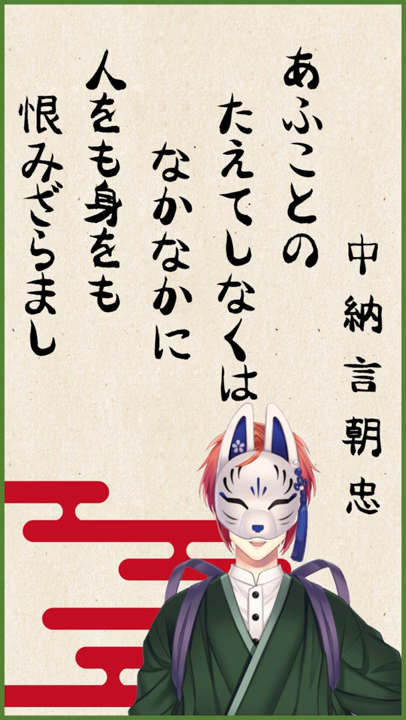 中納言朝忠
あふことの
たえてしなくは
なかなかに
人をも身をも
恨みざらまし